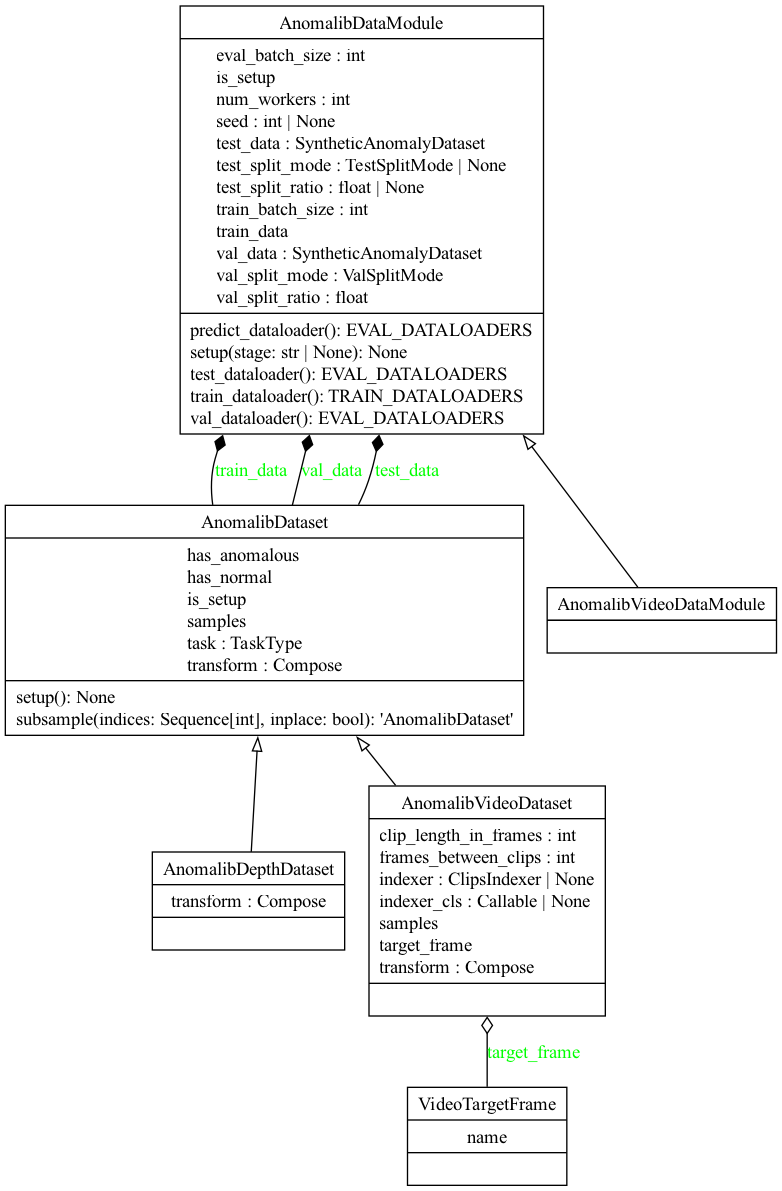 AnomalibDataModule
eval_batch_size : int
is_setup
num_workers : int
seed : int | None
test_data : SyntheticAnomalyDataset
test_split_mode : TestSplitMode | None
test_split_ratio : float | None
train_batch_size : int
train_data
val_data : SyntheticAnomalyDataset
val_split_mode : ValSplitMode
val_split_ratio : float
predict_dataloader(): EVAL_DATALOADERS
setup(stage: str | None): None
test_dataloader(): EVAL_DATALOADERS
train_dataloader(): TRAIN_DATALOADERS
val_dataloader(): EVAL_DATALOADERS
train_data val_data test_data
AnomalibDataset
has_anomalous
has_normal
is_setup
samples
task : TaskType
transform : Compose
setup(): None
subsample(indices: Sequence[int], inplace: bool): 'AnomalibDataset'
AnomalibVideoDataModule
AnomalibDepthDataset
transform : Compose
AnomalibVideoDataset
clip_length_in_frames : int
frames_between_clips : int
indexer : ClipsIndexer | None
indexer_cls : Callable | None
samples
target_frame
transform : Compose
target_frame
VideoTargetFrame
name